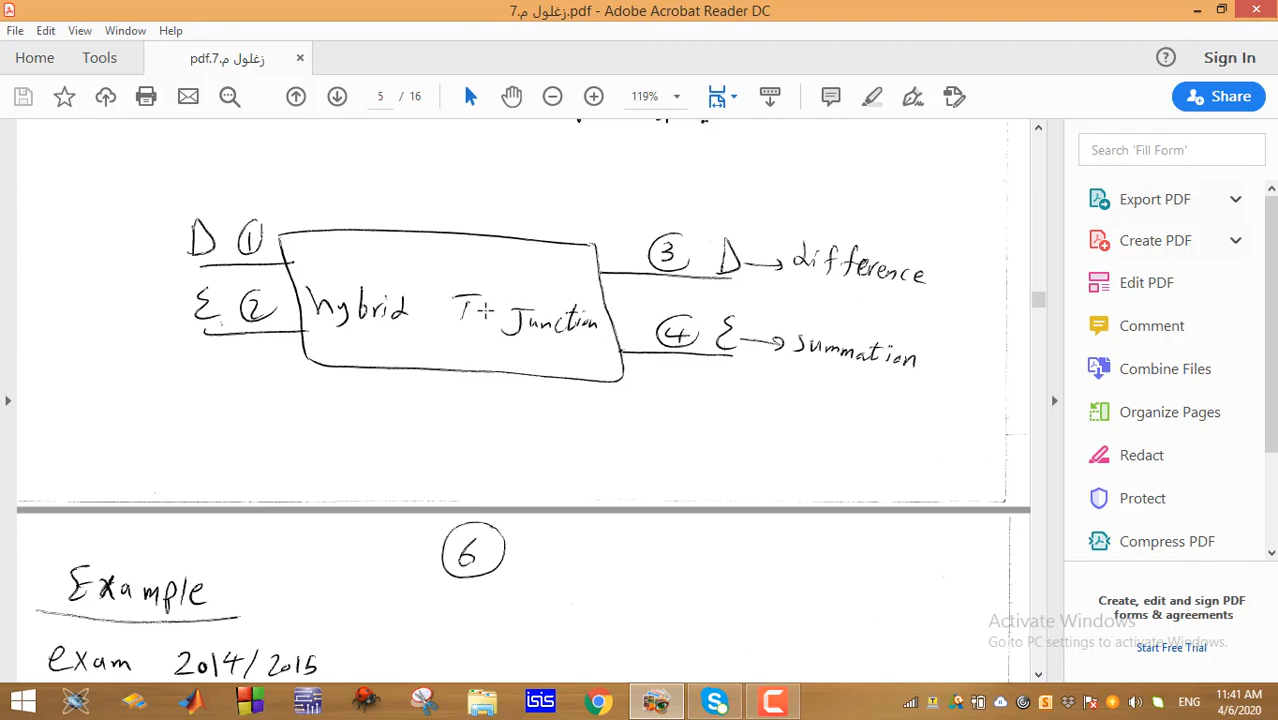 زغلول م.7.pdf - Adobe Acrobat Reader DC
File Edit View Window Help
Home Tools زغلول م.7.pdf × ? Sign In
5 / 16 119% Share
Search 'Fill Form'
Export PDF
Create PDF
Edit PDF
Comment
Combine Files
Organize Pages
Redact
Protect
Compress PDF
Create, edit and sign PDF
forms & agreements
Start Free Trial
D ① ③ D → difference
Σ ② hybrid T Junction ④ Σ → summation
⑥
Example
exam 2014/2015
Activate Windows
Go to PC settings to activate Windows.
isis
ENG
11:41 AM
4/6/2020